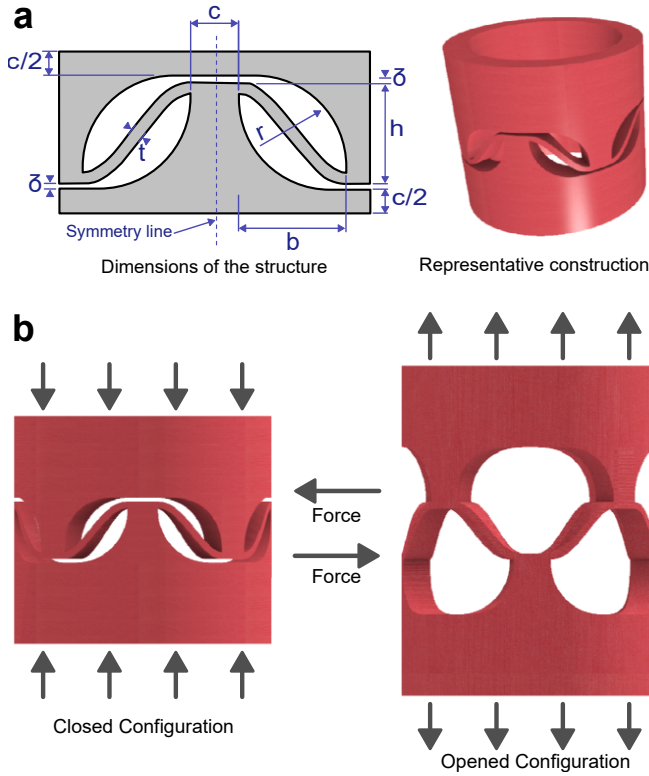 a
c
c/2
δ
h
r
t
δ
c/2
Symmetry line
b
Dimensions of the structure
Representative construction
b
Force
Force
Closed Configuration
Opened Configuration